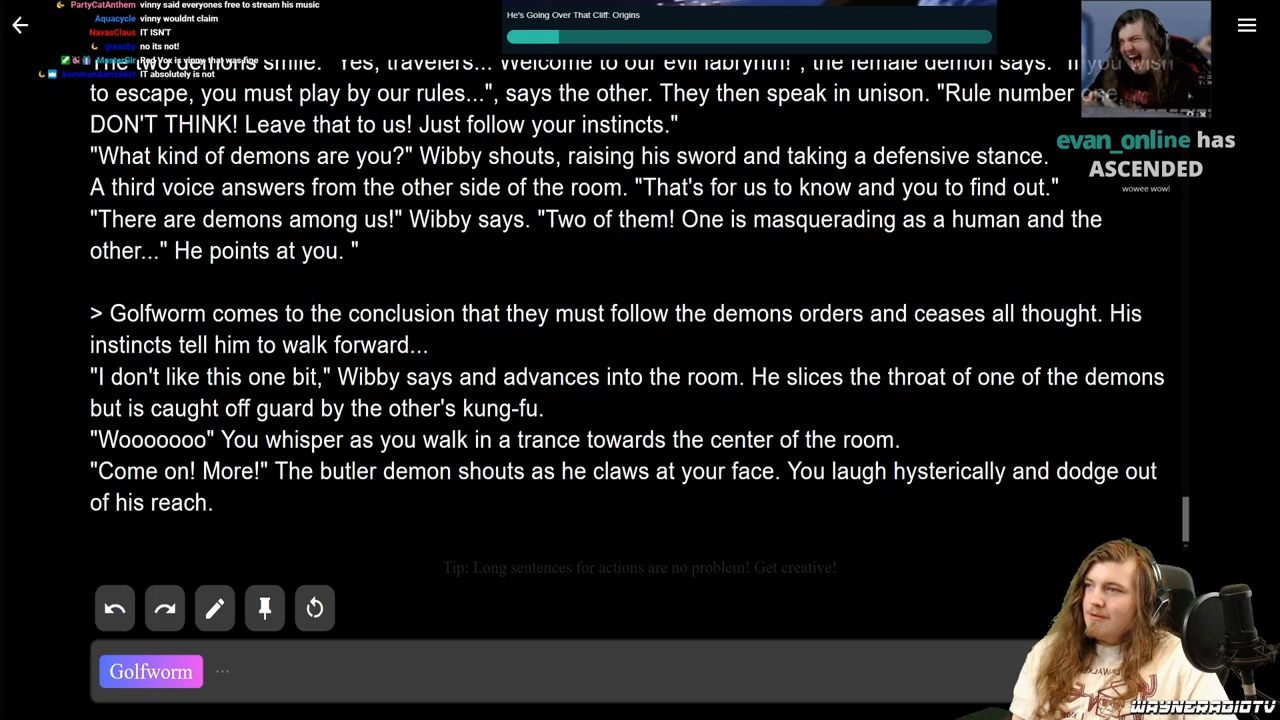 PartyCatAnthem vinny said everyones free to stream his music
Aquacycle vinny wouldnt claim
NavasClaus IT ISN'T
greasby no its not!
MasterGir Red Vox is vinny that was fine
kommandantailont IT absolutely is not
He's Going Over That Cliff: Origins
two demons smile. "Yes, travelers... Welcome to our evil labrynth!", the female demon says. "If you wish
to escape, you must play by our rules...", says the other. They then speak in unison. "Rule number one
DON'T THINK! Leave that to us! Just follow your instincts."
"What kind of demons are you?" Wibby shouts, raising his sword and taking a defensive stance.
A third voice answers from the other side of the room. "That's for us to know and you to find out."
"There are demons among us!" Wibby says. "Two of them! One is masquerading as a human and the
other..." He points at you. "
evan_online has
ASCENDED
wowee wow!
> Golfworm comes to the conclusion that they must follow the demons orders and ceases all thought. His
instincts tell him to walk forward...
"I don't like this one bit," Wibby says and advances into the room. He slices the throat of one of the demons
but is caught off guard by the other's kung-fu.
"Wooooooo" You whisper as you walk in a trance towards the center of the room.
"Come on! More!" The butler demon shouts as he claws at your face. You laugh hysterically and dodge out
of his reach.
Tip: Long sentences for actions are no problem! Get creative!
Golfworm ...
WAYNERADIOTV